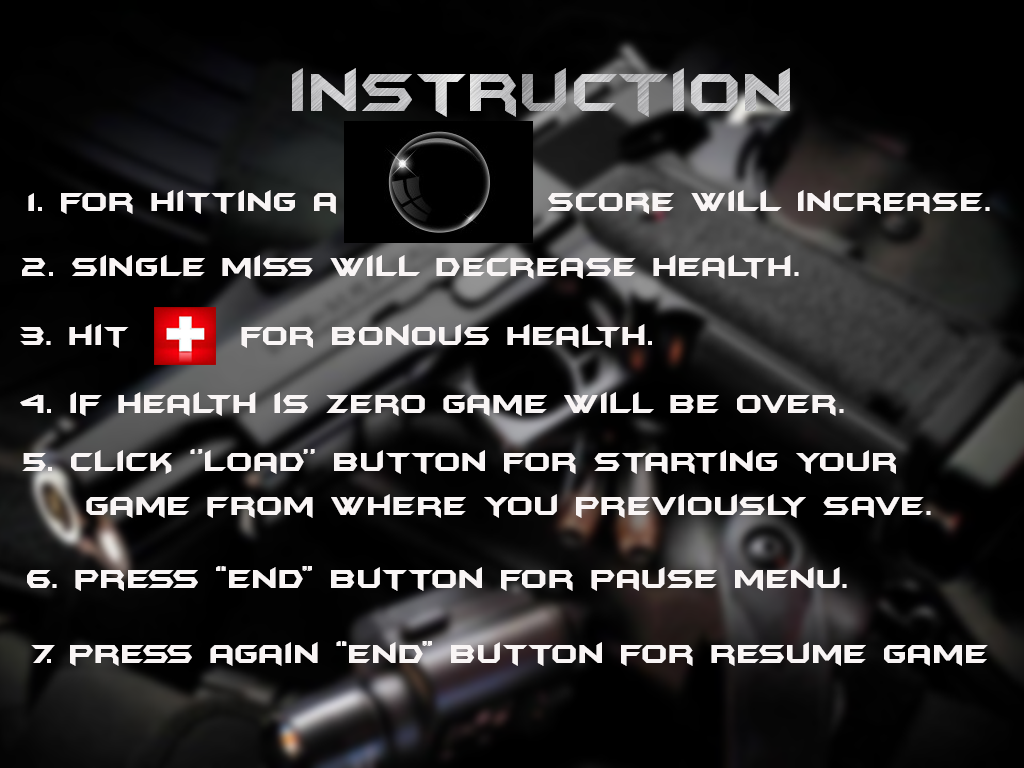 INSTRUCTION
1. FOR HITTING A SCORE WILL INCREASE.
2. SINGLE MISS WILL DECREASE HEALTH.
3. HIT FOR BONOUS HEALTH.
4. IF HEALTH IS ZERO GAME WILL BE OVER.
5. CLICK "LOAD" BUTTON FOR STARTING YOUR
GAME FROM WHERE YOU PREVIOUSLY SAVE.
6. PRESS "END" BUTTON FOR PAUSE MENU.
7. PRESS AGAIN "END" BUTTON FOR RESUME GAME